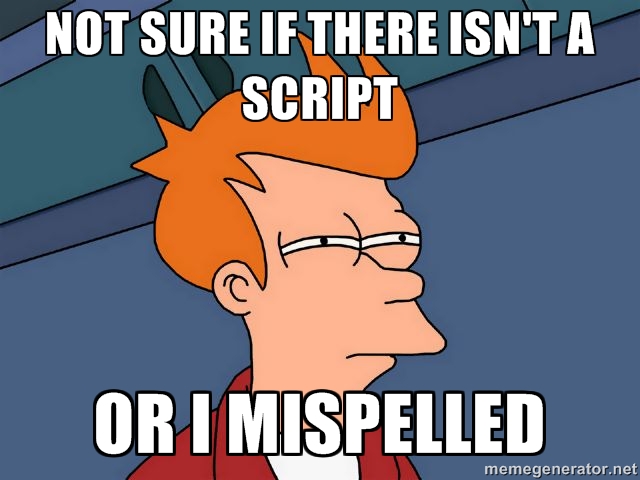 NOT SURE IF THERE ISN'T A
SCRIPT
OR I MISPELLED
memegenerator.net